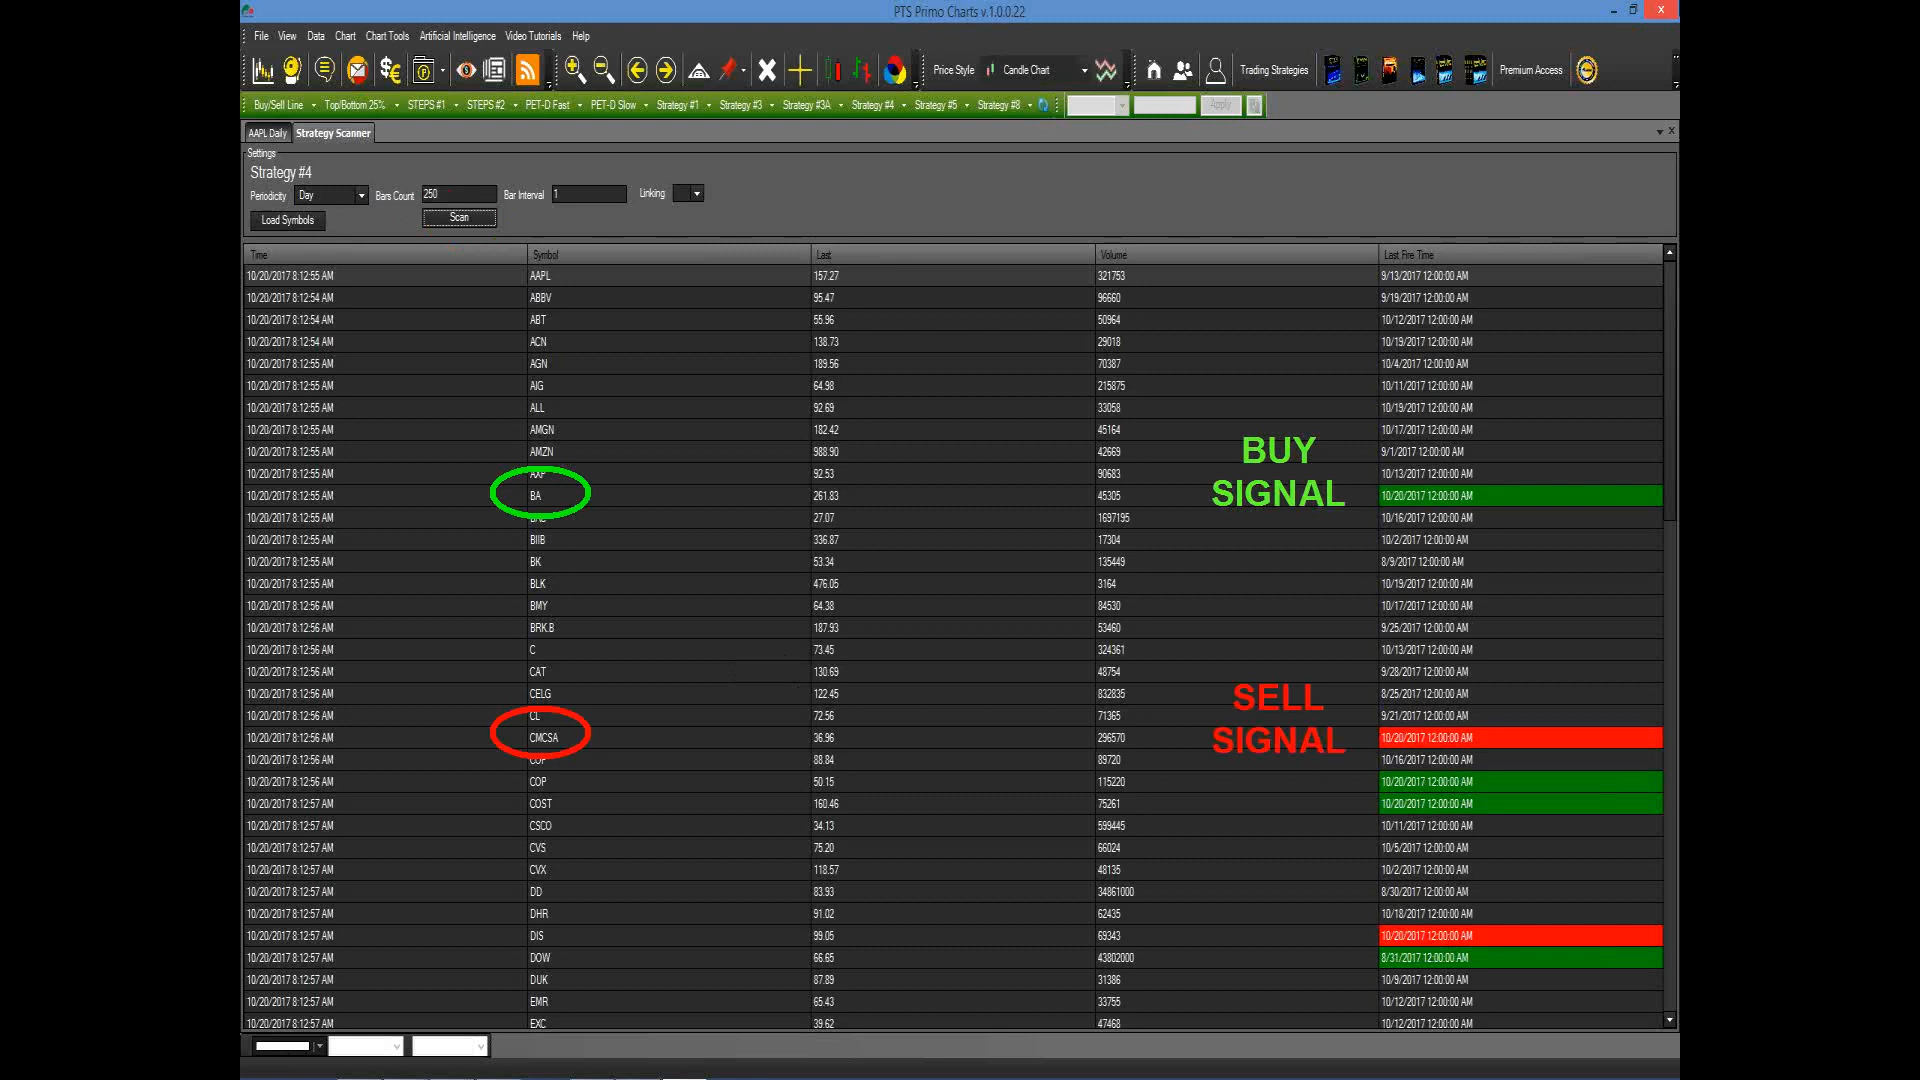 PTS Primo Charts v.1.0.0.22
File View Data Chart Chart Tools Artificial Intelligence Video Tutorials Help
Price Style Candle Chart Trading Strategies Premium Access
Buy/Sell Line Top/Bottom 25% STEPS #1 STEPS #2 PET-D Fast PET-D Slow Strategy #1 Strategy #3 Strategy #3A Strategy #4 Strategy #5 Strategy #8 Apply
AAPL Daily Strategy Scanner
Settings
Strategy #4
Periodicity Day Bars Count 250 Bar Interval 1 Linking
Load Symbols Scan
Time Symbol Last Volume Last Fire Time
10/20/2017 8:12:55 AM AAPL 157.27 321753 9/13/2017 12:00:00 AM
10/20/2017 8:12:54 AM ABBV 95.47 96660 9/19/2017 12:00:00 AM
10/20/2017 8:12:54 AM ABT 55.96 50964 10/12/2017 12:00:00 AM
10/20/2017 8:12:54 AM ACN 138.73 29018 10/19/2017 12:00:00 AM
10/20/2017 8:12:55 AM AGN 189.56 70387 10/4/2017 12:00:00 AM
10/20/2017 8:12:55 AM AIG 64.98 215875 10/11/2017 12:00:00 AM
10/20/2017 8:12:55 AM ALL 92.69 33058 10/19/2017 12:00:00 AM
10/20/2017 8:12:55 AM AMGN 182.42 45164 10/17/2017 12:00:00 AM
10/20/2017 8:12:55 AM AMZN 988.90 42669 9/1/2017 12:00:00 AM
10/20/2017 8:12:55 AM AXP 92.53 90683 10/13/2017 12:00:00 AM
BUY
SIGNAL
10/20/2017 8:12:55 AM BA 261.83 45305 10/20/2017 12:00:00 AM
10/20/2017 8:12:55 AM BAC 27.07 1697195 10/16/2017 12:00:00 AM
10/20/2017 8:12:55 AM BIIB 336.87 17304 10/2/2017 12:00:00 AM
10/20/2017 8:12:55 AM BK 53.34 135449 8/9/2017 12:00:00 AM
10/20/2017 8:12:55 AM BLK 476.05 3164 10/19/2017 12:00:00 AM
10/20/2017 8:12:56 AM BMY 64.38 84530 10/17/2017 12:00:00 AM
10/20/2017 8:12:56 AM BRK.B 187.93 53460 9/25/2017 12:00:00 AM
10/20/2017 8:12:56 AM C 73.45 324361 10/13/2017 12:00:00 AM
10/20/2017 8:12:56 AM CAT 130.69 48754 9/28/2017 12:00:00 AM
10/20/2017 8:12:56 AM CELG 122.45 832835 8/25/2017 12:00:00 AM
10/20/2017 8:12:56 AM CL 72.56 71365 9/21/2017 12:00:00 AM
SELL
SIGNAL
10/20/2017 8:12:56 AM CMCSA 36.96 296570 10/20/2017 12:00:00 AM
10/20/2017 8:12:56 AM COF 88.84 89720 10/16/2017 12:00:00 AM
10/20/2017 8:12:56 AM COP 50.15 115220 10/20/2017 12:00:00 AM
10/20/2017 8:12:57 AM COST 160.46 75261 10/20/2017 12:00:00 AM
10/20/2017 8:12:57 AM CSCO 34.13 599445 10/11/2017 12:00:00 AM
10/20/2017 8:12:57 AM CVS 75.20 66024 10/5/2017 12:00:00 AM
10/20/2017 8:12:57 AM CVX 118.57 48135 10/2/2017 12:00:00 AM
10/20/2017 8:12:57 AM DD 83.93 34861000 8/30/2017 12:00:00 AM
10/20/2017 8:12:57 AM DHR 91.02 62435 10/18/2017 12:00:00 AM
10/20/2017 8:12:57 AM DIS 99.05 69343 10/20/2017 12:00:00 AM
10/20/2017 8:12:57 AM DOW 66.65 43802000 8/31/2017 12:00:00 AM
10/20/2017 8:12:57 AM DUK 87.89 31386 10/9/2017 12:00:00 AM
10/20/2017 8:12:57 AM EMR 65.43 33755 10/12/2017 12:00:00 AM
10/20/2017 8:12:57 AM EXC 39.62 47468 10/12/2017 12:00:00 AM